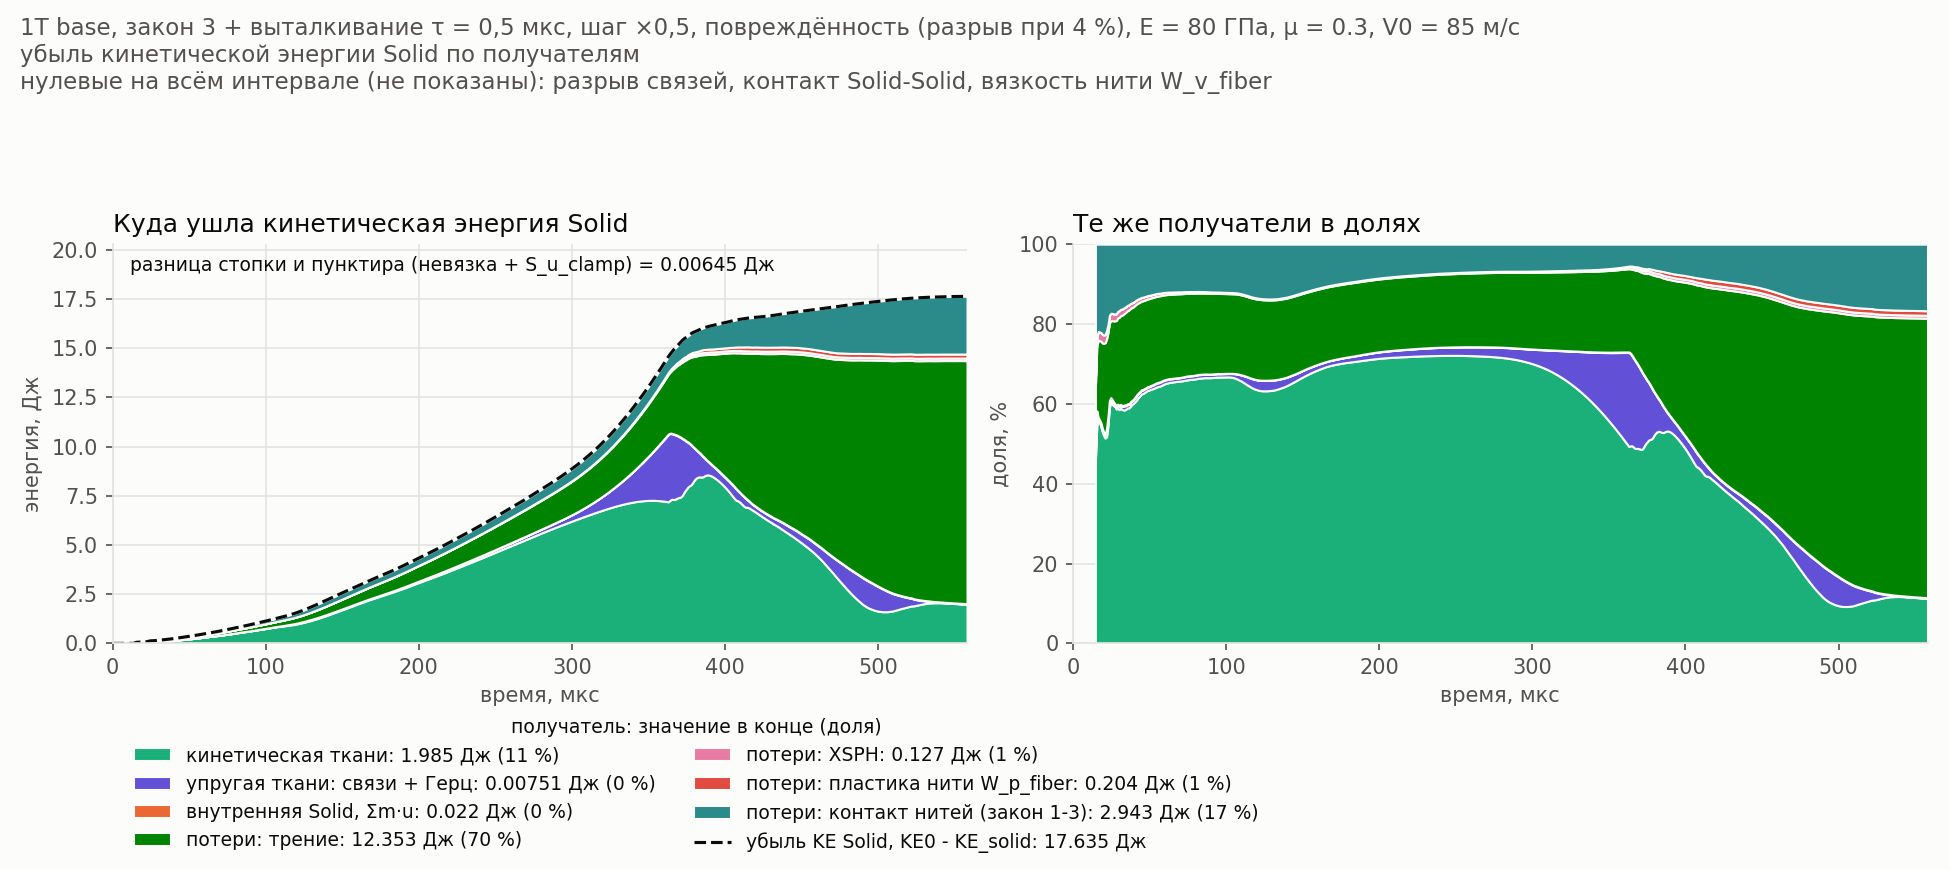 1T base, закон 3 + выталкивание τ = 0,5 мкс, шаг ×0,5, повреждённость (разрыв при 4 %), E = 80 ГПа, μ = 0.3, V0 = 85 м/с
убыль кинетической энергии Solid по получателям
нулевые на всём интервале (не показаны): разрыв связей, контакт Solid-Solid, вязкость нити W_v_fiber
Куда ушла кинетическая энергия Solid
разница стопки и пунктира (невязка + S_u_clamp) = 0.00645 Дж
энергия, Дж
20.0
17.5
15.0
12.5
10.0
7.5
5.0
2.5
0.0
0 100 200 300 400 500
время, мкс
Те же получатели в долях
доля, %
100
80
60
40
20
0
0 100 200 300 400 500
время, мкс
получатель: значение в конце (доля)
кинетическая ткани: 1.985 Дж (11 %)
упругая ткани: связи + Герц: 0.00751 Дж (0 %)
внутренняя Solid, Σm·u: 0.022 Дж (0 %)
потери: трение: 12.353 Дж (70 %)
потери: XSPH: 0.127 Дж (1 %)
потери: пластика нити W_p_fiber: 0.204 Дж (1 %)
потери: контакт нитей (закон 1-3): 2.943 Дж (17 %)
убыль KE Solid, KE0 - KE_solid: 17.635 Дж